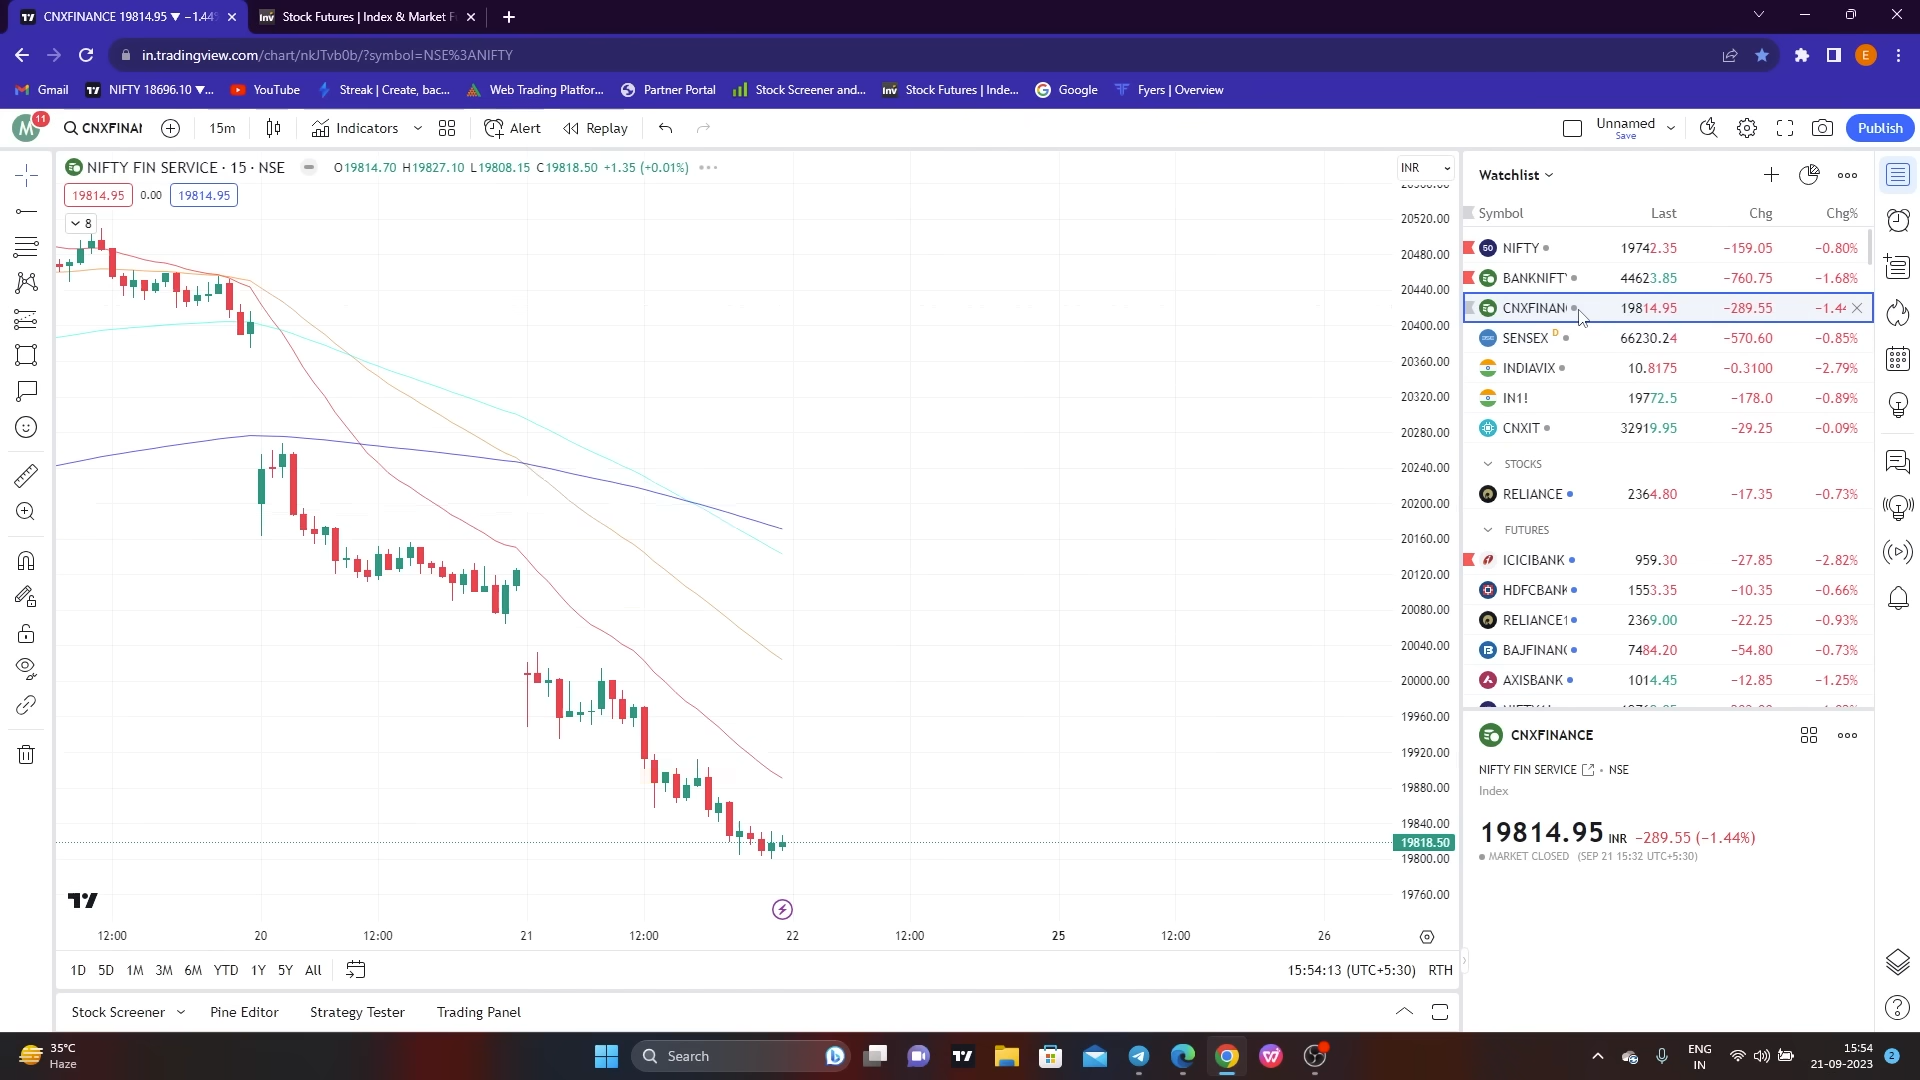 CNXFINANCE 19814.95 ▼ −1.44
Stock Futures | Index & Market F
in.tradingview.com/chart/nkJTvb0b/?symbol=NSE%3ANIFTY
E
Gmail
NIFTY 18696.10 ▼...
YouTube
Streak | Create, bac...
Web Trading Platfor...
Partner Portal
Stock Screener and...
Inv
Stock Futures | Inde...
Google
Fyers | Overview
M
11
CNXFINAN
15m
Indicators
Alert
Replay
Unnamed
Save
Publish
NIFTY FIN SERVICE · 15 · NSE
O19814.70 H19827.10 L19808.15 C19818.50 +1.35 (+0.01%)
INR
19814.95 0.00 19814.95
8
20520.00
20480.00
20440.00
20400.00
20360.00
20320.00
20280.00
20240.00
20200.00
20160.00
20120.00
20080.00
20040.00
20000.00
19960.00
19920.00
19880.00
19840.00
19818.50
19800.00
19760.00
12:00 20 12:00 21 12:00 22 12:00 25 12:00 26
1D 5D 1M 3M 6M YTD 1Y 5Y All
15:54:13 (UTC+5:30) RTH
Stock Screener Pine Editor Strategy Tester Trading Panel
Watchlist
Symbol Last Chg Chg%
50 NIFTY 19742.35 −159.05 −0.80%
BANKNIFTY 44623.85 −760.75 −1.68%
CNXFINAN 19814.95 −289.55 −1.44
SENSEX D 66230.24 −570.60 −0.85%
INDIAVIX 10.8175 −0.3100 −2.79%
IN1! 19772.5 −178.0 −0.89%
CNXIT 32919.95 −29.25 −0.09%
STOCKS
RELIANCE 2364.80 −17.35 −0.73%
FUTURES
ICICIBANK 959.30 −27.85 −2.82%
HDFCBANK 1553.35 −10.35 −0.66%
RELIANCE1 2369.00 −22.25 −0.93%
BAJFINANC 7484.20 −54.80 −0.73%
AXISBANK 1014.45 −12.85 −1.25%
CNXFINANCE
NIFTY FIN SERVICE · NSE
Index
19814.95 INR −289.55 (−1.44%)
MARKET CLOSED (SEP 21 15:32 UTC+5:30)
35°C
Haze
Search
ENG
IN
15:54
21-09-2023
2